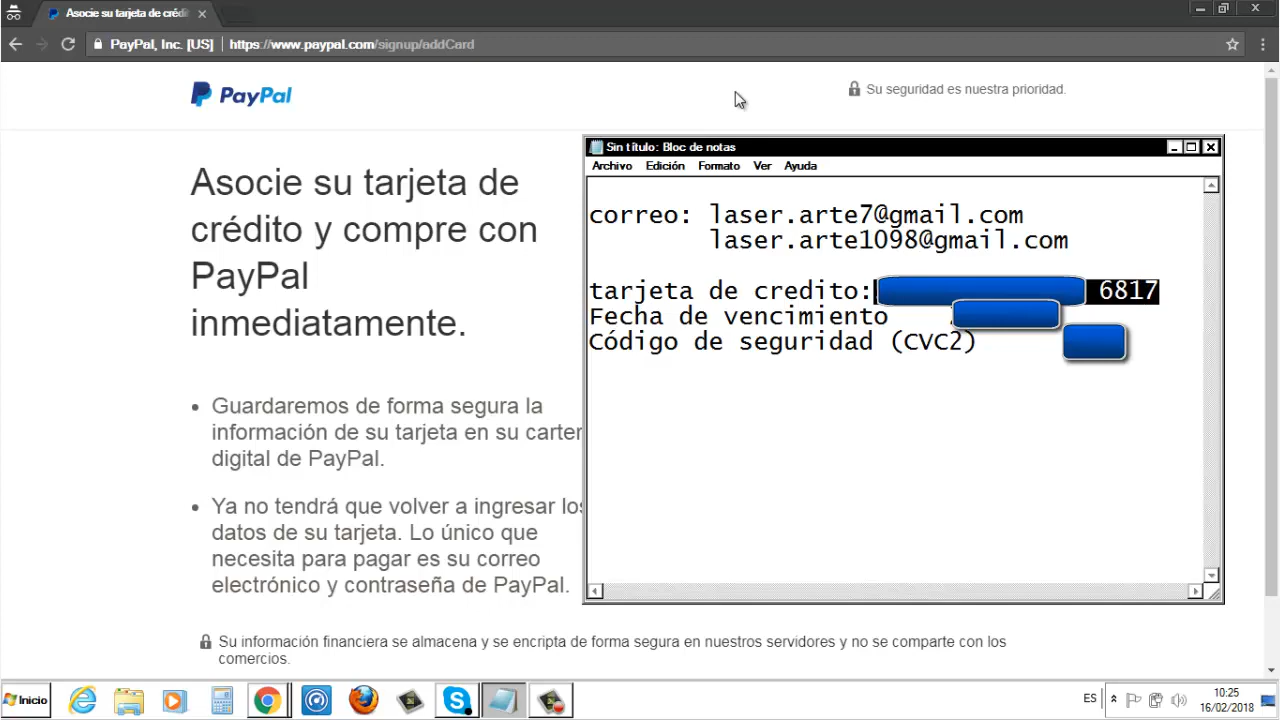 Asocie su tarjeta de crédi
PayPal, Inc. [US] https://www.paypal.com/signup/addCard
PayPal
Su seguridad es nuestra prioridad.
Asocie su tarjeta de
crédito y compre con
PayPal
inmediatamente.
Guardaremos de forma segura la
información de su tarjeta en su carter
digital de PayPal.
Ya no tendrá que volver a ingresar los
datos de su tarjeta. Lo único que
necesita para pagar es su correo
electrónico y contraseña de PayPal.
Su información financiera se almacena y se encripta de forma segura en nuestros servidores y no se comparte con los
comercios.
Sin título: Bloc de notas
Archivo Edición Formato Ver Ayuda
correo: laser.arte7@gmail.com
laser.arte1098@gmail.com
tarjeta de credito: 6817
Fecha de vencimiento
Código de seguridad (CVC2)
Inicio
ES
10:25
16/02/2018